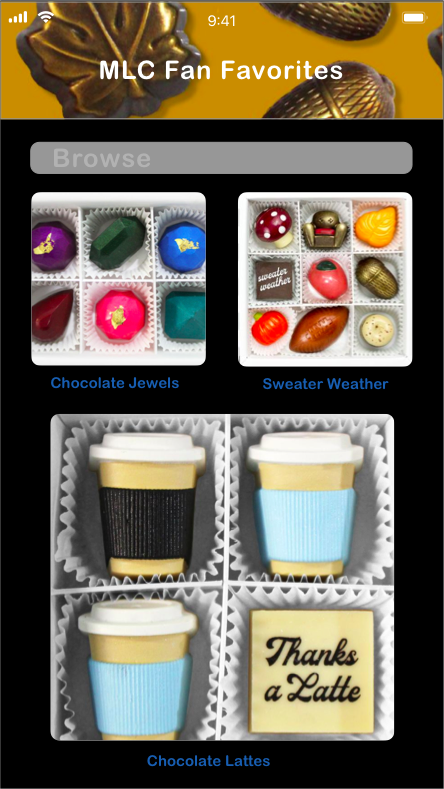 9:41
MLC Fan Favorites
Browse
sweater
weather
Chocolate Jewels
Sweater Weather
Thanks
a Latte
Chocolate Lattes